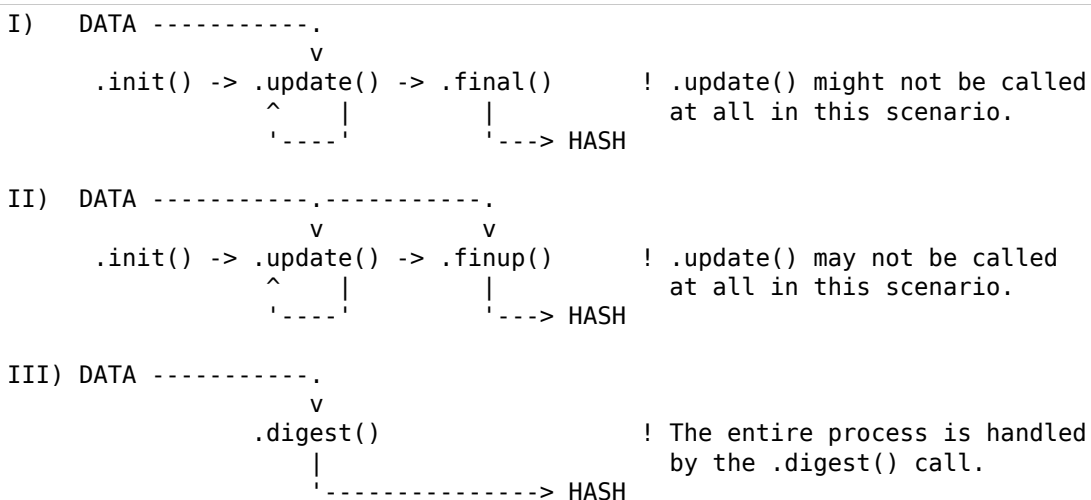 I)   DATA -----------.
                      v
      .init() -> .update() -> .final()      ! .update() might not be called
                  ^    |         |            at all in this scenario.
                  '----'         '---> HASH

II)  DATA -----------.-----------.
                      v           v
      .init() -> .update() -> .finup()      ! .update() may not be called
                  ^    |         |            at all in this scenario.
                  '----'         '---> HASH

III) DATA -----------.
                      v
                 .digest()                  ! The entire process is handled
                     |                        by the .digest() call.
                     '---------------> HASH